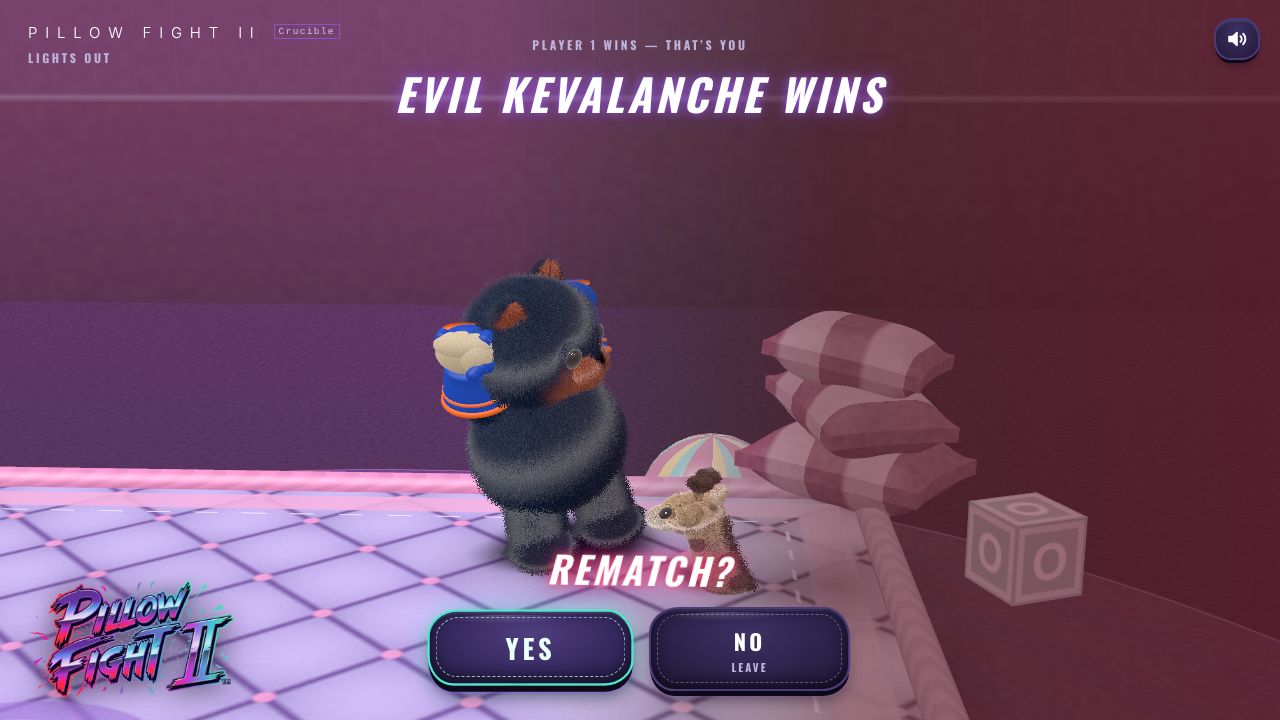 PILLOW FIGHT II
Crucible
LIGHTS OUT
PLAYER 1 WINS — THAT'S YOU
EVIL KEVALANCHE WINS
REMATCH?
YES
NO
LEAVE
PILLOW
FIGHT II
O
O
O